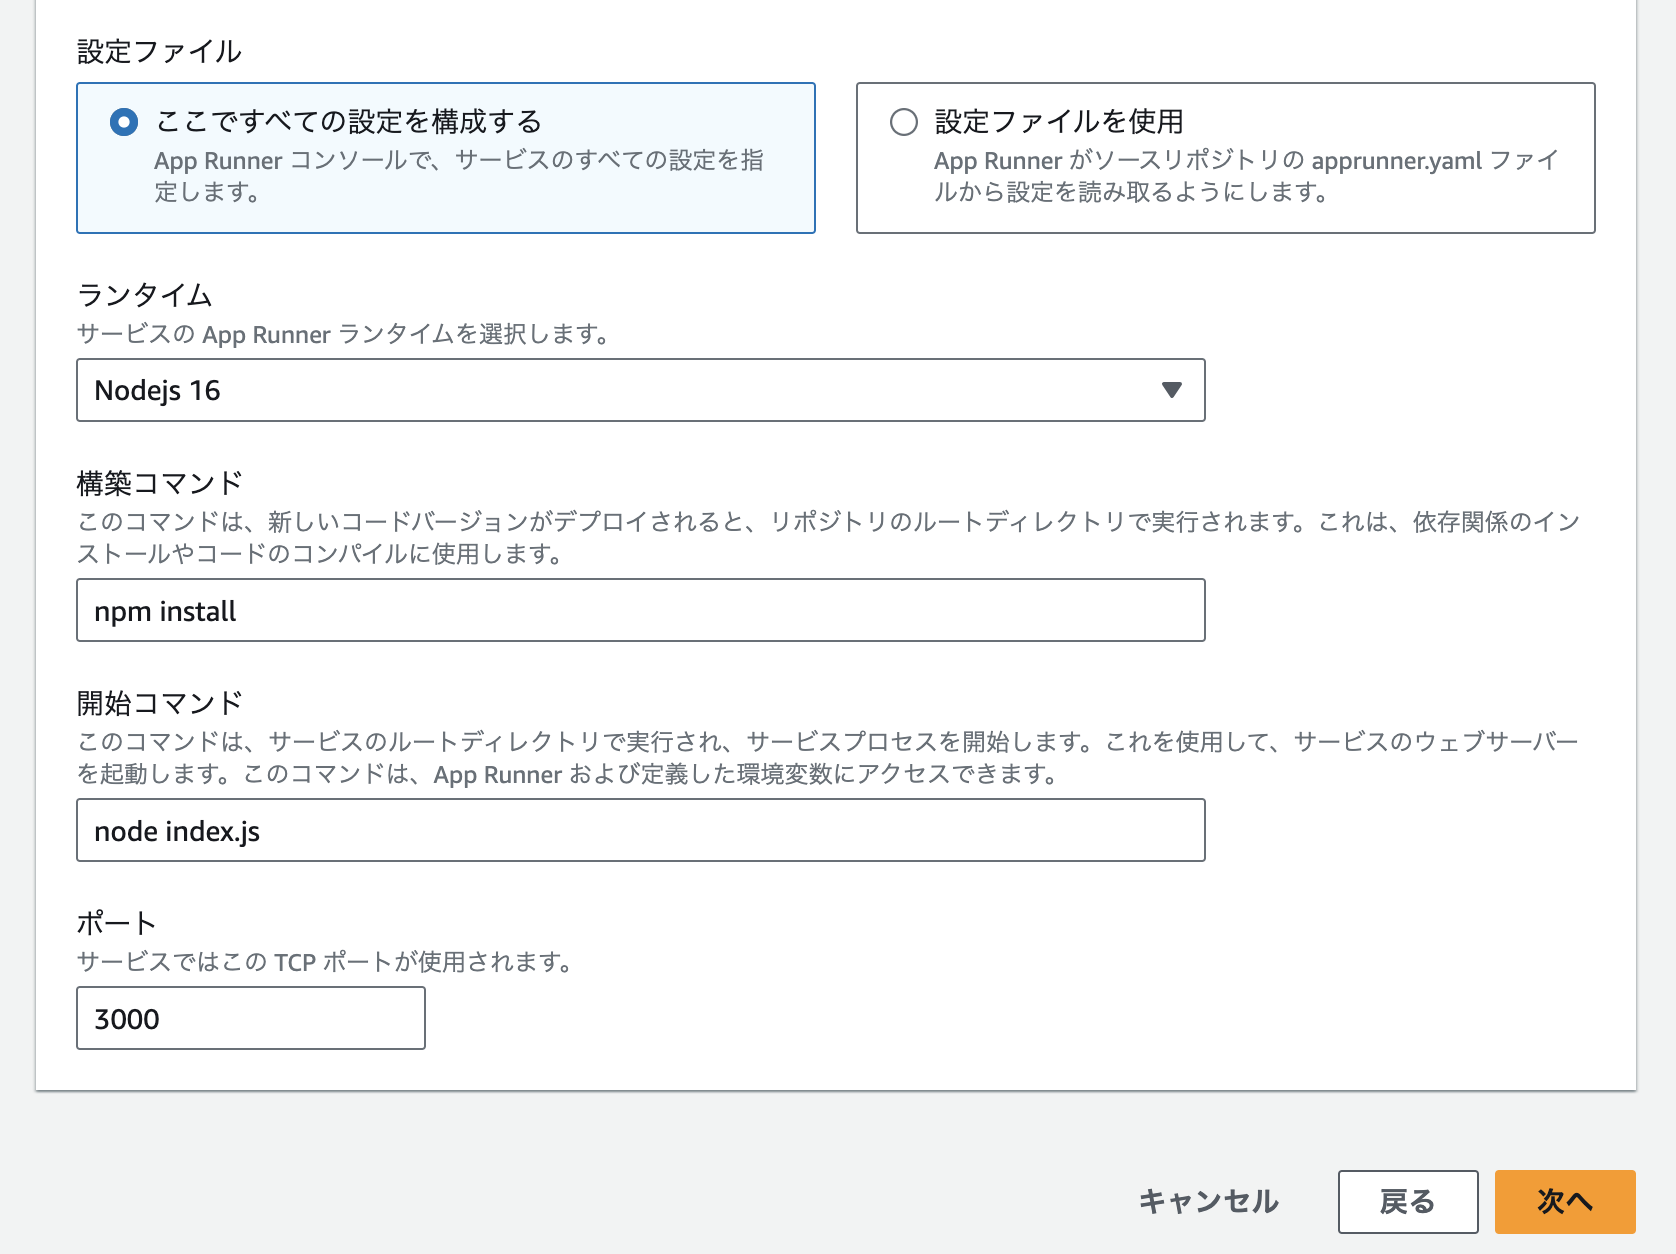 設定ファイル
ここですべての設定を構成する
App Runner コンソールで、サービスのすべての設定を指
定します。
設定ファイルを使用
App Runner がソースリポジトリの apprunner.yaml ファイ
ルから設定を読み取るようにします。
ランタイム
サービスの App Runner ランタイムを選択します。
Nodejs 16
構築コマンド
このコマンドは、新しいコードバージョンがデプロイされると、リポジトリのルートディレクトリで実行されます。これは、依存関係のイン
ストールやコードのコンパイルに使用します。
npm install
開始コマンド
このコマンドは、サービスのルートディレクトリで実行され、サービスプロセスを開始します。これを使用して、サービスのウェブサーバー
を起動します。このコマンドは、App Runner および定義した環境変数にアクセスできます。
node index.js
ポート
サービスではこの TCP ポートが使用されます。
3000
キャンセル
戻る
次へ